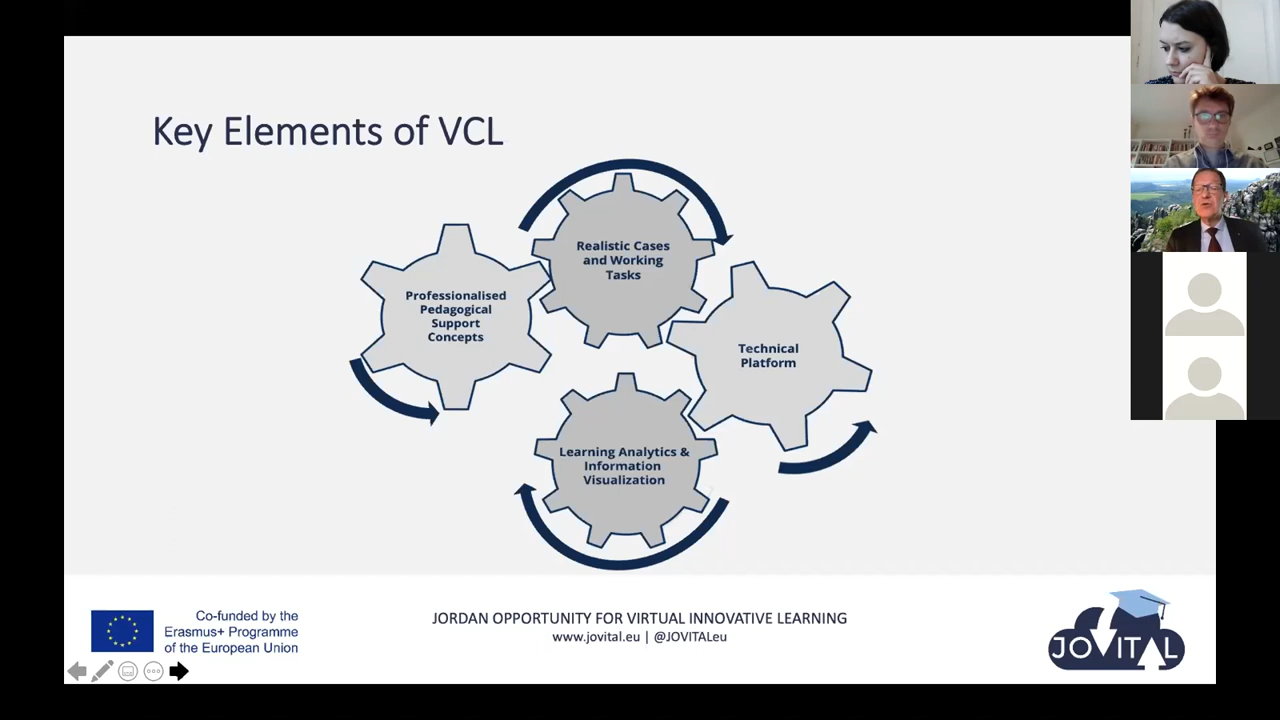 Key Elements of VCL
Realistic Cases
and Working
Tasks
Professionalised
Pedagogical
Support
Concepts
Technical
Platform
Learning Analytics &
Information
Visualization
Co-funded by the
Erasmus+ Programme
of the European Union
JORDAN OPPORTUNITY FOR VIRTUAL INNOVATIVE LEARNING
www.jovital.eu | @JOVITALeu
JOVITAL